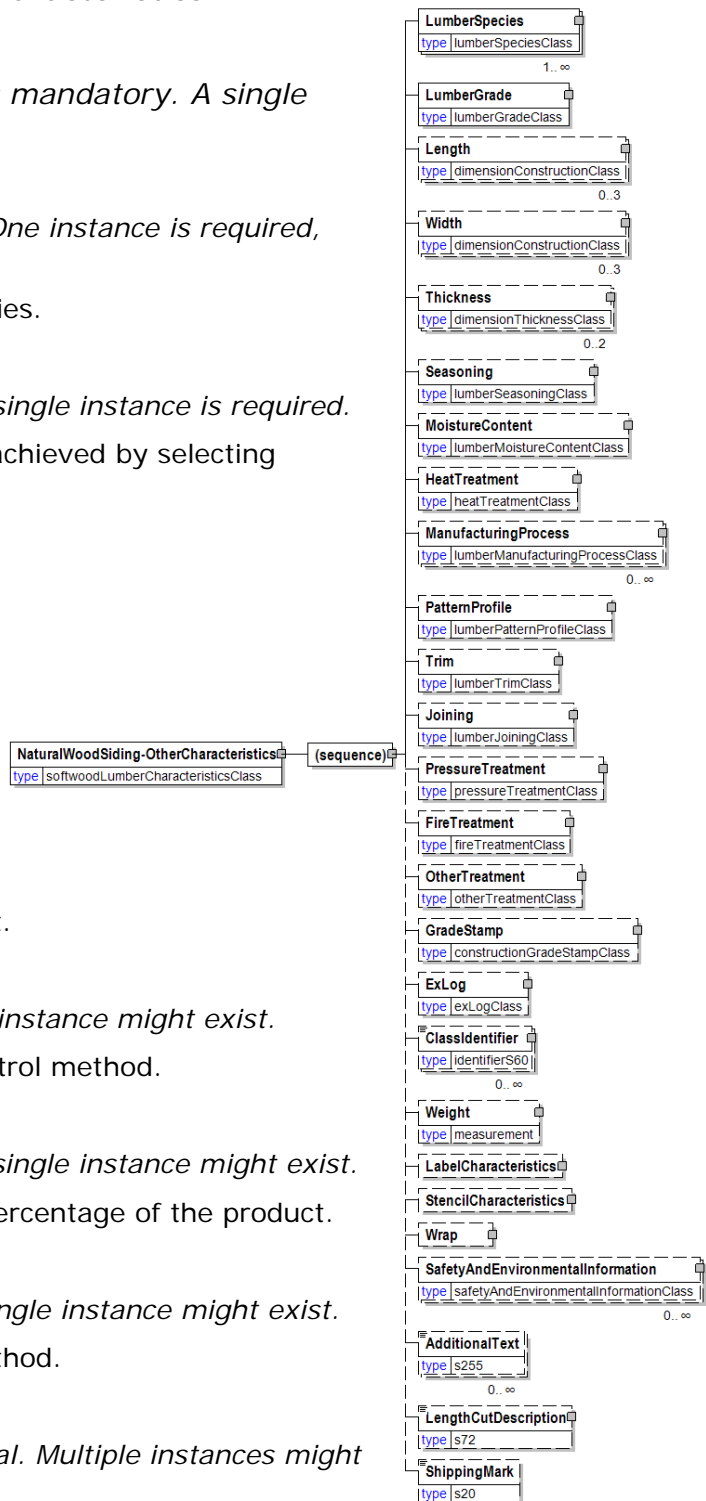 mandatory. A single
One instance is required,
ies.
single instance is required.
achieved by selecting
instance might exist.
trol method.
single instance might exist.
ercentage of the product.
ngle instance might exist.
thod.
al. Multiple instances might
NaturalWoodSiding-OtherCharacteristics
type softwoodLumberCharacteristicsClass
(sequence)
LumberSpecies
type lumberSpeciesClass
1..∞
LumberGrade
type lumberGradeClass
Length
type dimensionConstructionClass
0..3
Width
type dimensionConstructionClass
0..3
Thickness
type dimensionThicknessClass
0..2
Seasoning
type lumberSeasoningClass
MoistureContent
type lumberMoistureContentClass
HeatTreatment
type heatTreatmentClass
ManufacturingProcess
type lumberManufacturingProcessClass
0..∞
PatternProfile
type lumberPatternProfileClass
Trim
type lumberTrimClass
Joining
type lumberJoiningClass
PressureTreatment
type pressureTreatmentClass
FireTreatment
type fireTreatmentClass
OtherTreatment
type otherTreatmentClass
GradeStamp
type constructionGradeStampClass
ExLog
type exLogClass
ClassIdentifier
type identifierS60
0..∞
Weight
type measurement
LabelCharacteristics
StencilCharacteristics
Wrap
SafetyAndEnvironmentalInformation
type safetyAndEnvironmentalInformationClass
0..∞
AdditionalText
type s255
0..∞
LengthCutDescription
type s72
ShippingMark
type s20